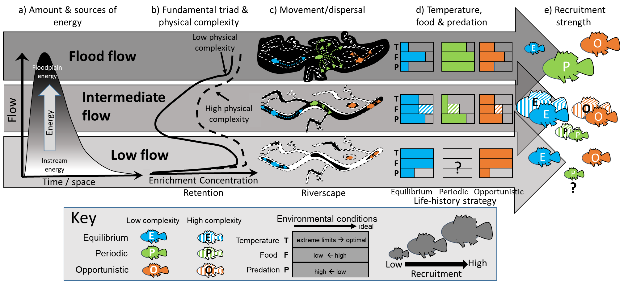 a) Amount & sources of
energy
b) Fundamental triad &
physical complexity
c) Movement/dispersal
d) Temperature,
food & predation
e) Recruitment
strength
Flood flow
Intermediate
flow
Low flow
Flow
Floodplain
energy
Energy
Instream
energy
Time / space
Low physical
complexity
High physical
complexity
Enrichment Concentration
Retention
Riverscape
T
F
P
T
F
P
T
F
P
?
Equilibrium Periodic Opportunistic
Life-history strategy
E
O
P
E
O
P
E
O
P
?
Key
Low
complexity
High
complexity
Equilibrium E E
Periodic P P
Opportunistic O O
Environmental conditions
ideal
Temperature T extreme limits → optimal
Food F low ← high
Predation P high ← low
Low
High
Recruitment